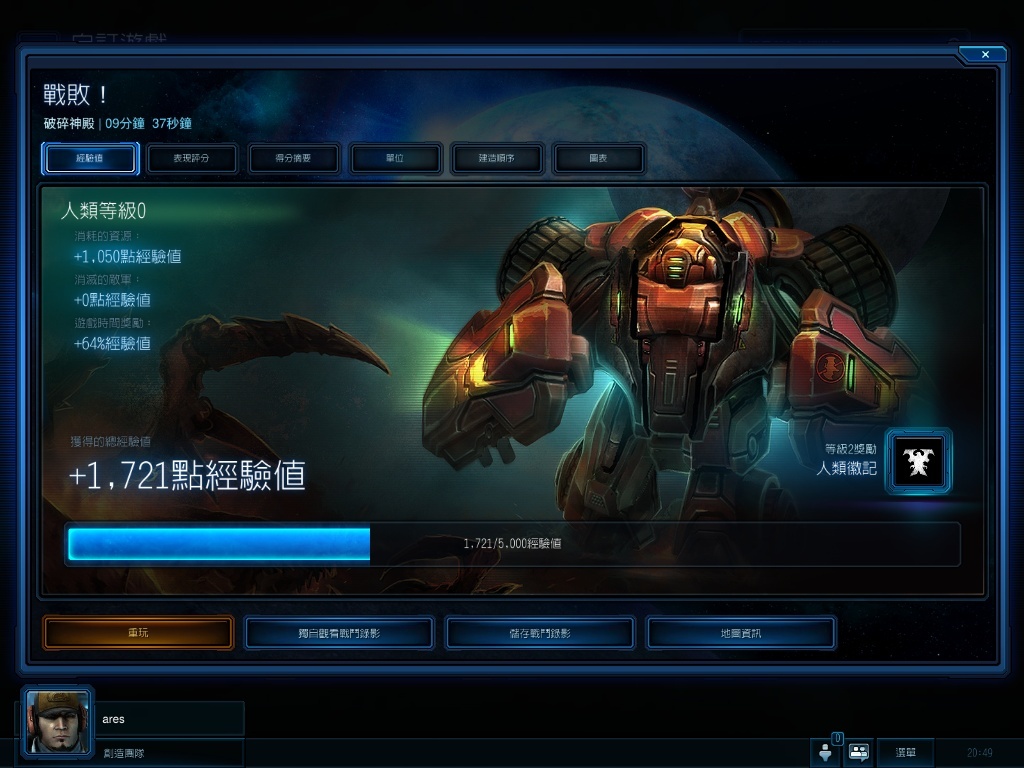 自訂遊戲
戰敗！
破碎神殿 | 09分鐘 37秒鐘
經驗值 表現評分 得分摘要 單位 建造順序 圖表
人類等級0
消耗的資源：
+1,050點經驗值
消滅的敵軍：
+0點經驗值
遊戲時間獎勵：
+64%經驗值
獲得的總經驗值
+1,721點經驗值
等級2獎勵
人類徽記
1,721/5,000經驗值
重玩 獨自觀看戰鬥錄影 儲存戰鬥錄影 地圖資訊
ares
創造團隊
0
選單
20:49